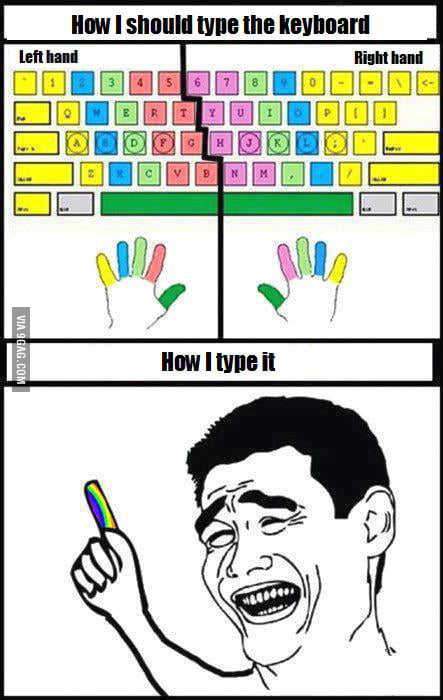 How I should type the keyboard
Left hand
Right hand
` 1 2 3 4 5 6 7 8 9 0 - = \ <-
Q W E R T Y U I O P [ ]
A D F G H J K L ; '
Z X C V B N M , . /
How I type it
VIA 9GAG.COM